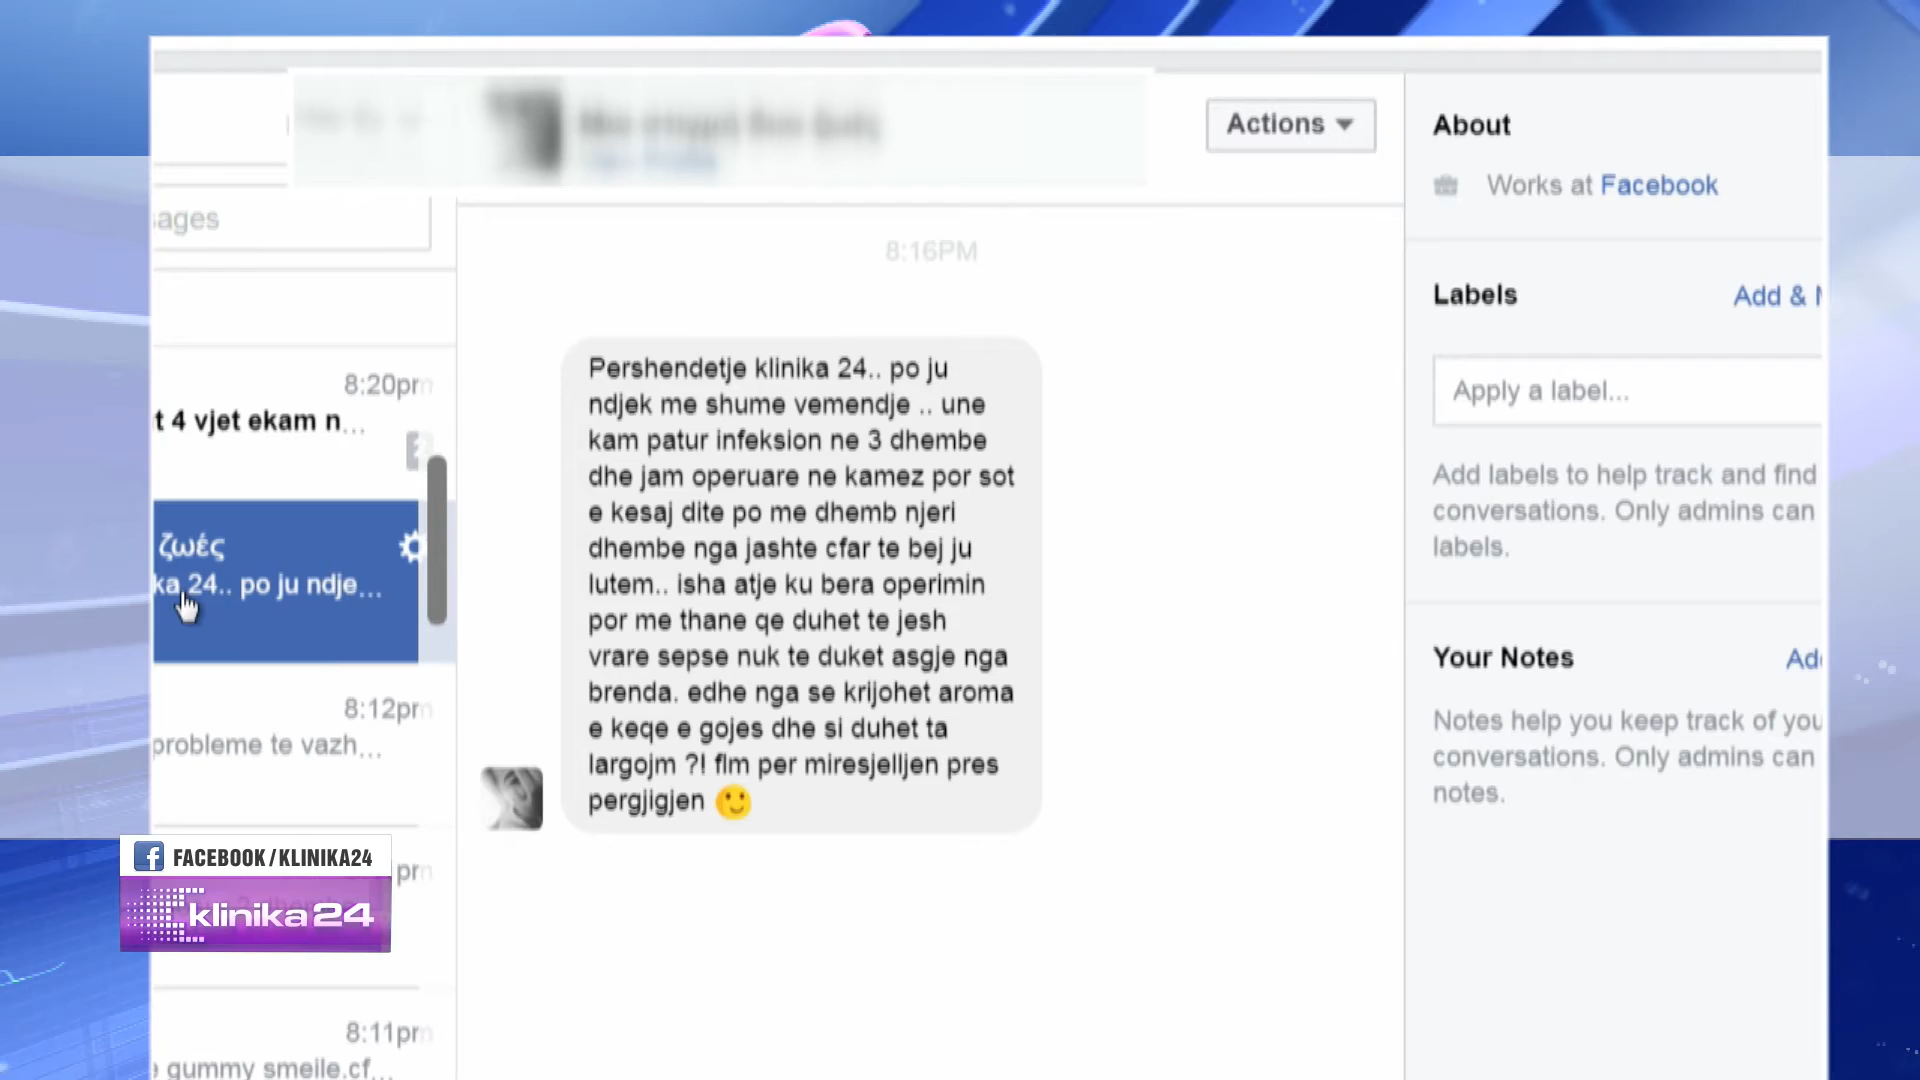 Actions
About
Works at Facebook
sages
8:16PM
Labels
Add &
8:20pm
t 4 vjet ekam n...
2
Apply a label...
Add labels to help track and find
conversations. Only admins can
labels.
ζωές
ka 24.. po ju ndje...
Pershendetje klinika 24.. po ju
ndjek me shume vemendje .. une
kam patur infeksion ne 3 dhembe
dhe jam operuare ne kamez por sot
e kesaj dite po me dhemb njeri
dhembe nga jashte cfar te bej ju
lutem.. isha atje ku bera operimin
por me thane qe duhet te jesh
vrare sepse nuk te duket asgje nga
brenda. edhe nga se krijohet aroma
e keqe e gojes dhe si duhet ta
largojm ?! flm per miresjelljen pres
pergjigjen 🙂
Your Notes
Notes help you keep track of you
conversations. Only admins can
notes.
8:12pm
probleme te vazh...
pm
FACEBOOK/KLINIKA24
klinika 24
8:11pm
gummy smeile.cf...